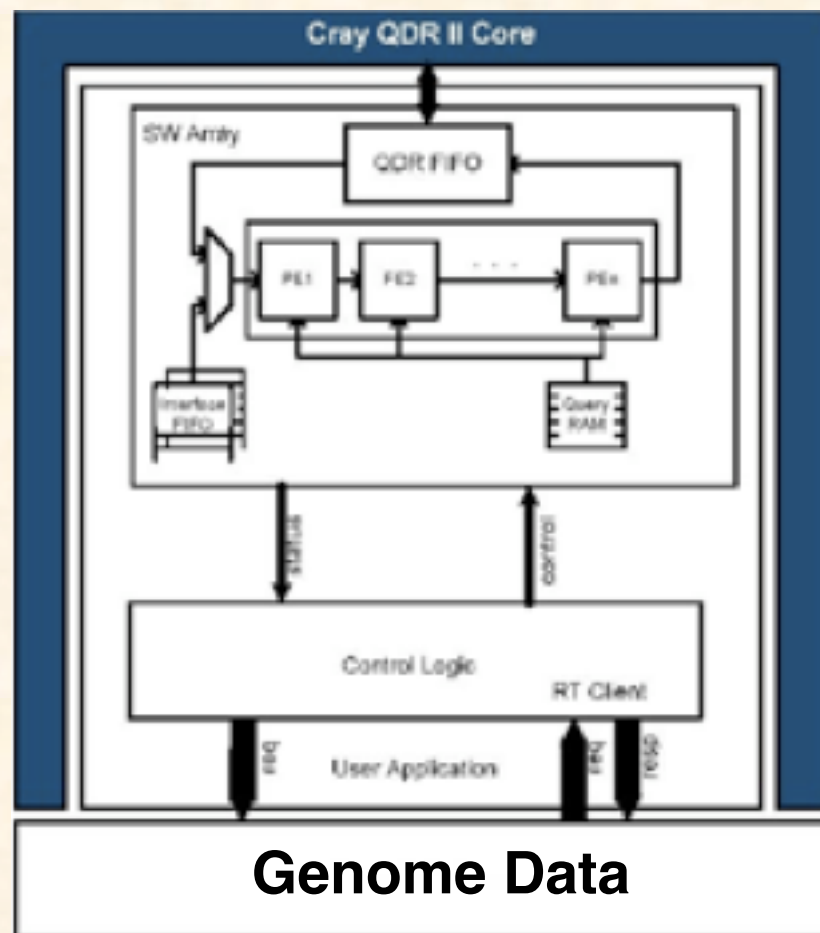 Cray QDR II Core
SW Array
QDR FIFO
PE1
PE2
. . .
PEn
Interface
FIFO
Query
RAM
status
control
Control Logic
RT Client
req
User Application
req
resp
Genome Data